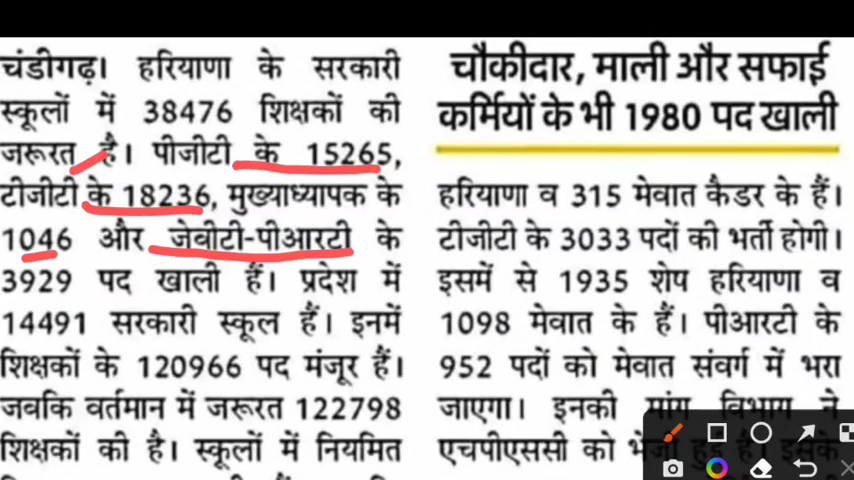 चंडीगढ़। हरियाणा के सरकारी
स्कूलों में 38476 शिक्षकों की
जरूरत है। पीजीटी के 15265,
टीजीटी के 18236, मुख्याध्यापक के
1046 और जेवीटी-पीआरटी के
3929 पद खाली हैं। प्रदेश में
14491 सरकारी स्कूल हैं। इनमें
शिक्षकों के 120966 पद मंजूर हैं।
जबकि वर्तमान में जरूरत 122798
शिक्षकों की है। स्कूलों में नियमित
चौकीदार, माली और सफाई
कर्मियों के भी 1980 पद खाली
हरियाणा व 315 मेवात कैडर के हैं।
टीजीटी के 3033 पदों की भर्ती होगी।
इसमें से 1935 शेष हरियाणा व
1098 मेवात के हैं। पीआरटी के
952 पदों को मेवात संवर्ग में भरा
जाएगा। इनकी मांग विभाग ने
एचपीएससी को भेजी हुई है। इसके